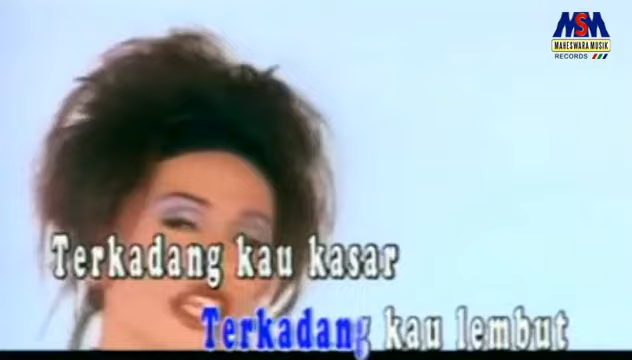 MSM
MAHESWARA MUSIK
RECORDS
Terkadang kau kasar
Terkadang kau lembut